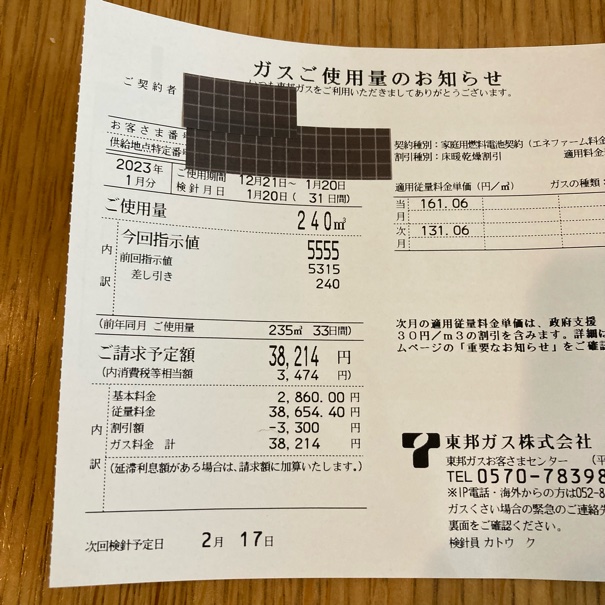 ガスご使用量のお知らせ
ご契約者
東邦ガスをご利用いただきましてありがとうございます。
お客さま番
供給地点特定番
契約種別：家庭用燃料電池契約（エネファーム料金
割引種別：床暖乾燥割引 適用料金
2023年
1月分
ご使用期間 12月21日～ 1月20日
検針月日 1月20日（ 31日間）
適用従量料金単価（円／㎥） ガスの種類：
当月 161.06
次月 131.06
ご使用量 240㎥
内訳
今回指示値 5555
前回指示値 5315
差し引き 240
（前年同月 ご使用量 235㎥ 33日間）
次月の適用従量料金単価は、政府支援
30円／m3の割引を含みます。詳細は
ムページの「重要なお知らせ」をご確認
ご請求予定額 38,214 円
（内消費税等相当額 3,474 円）
内訳
基本料金 2,860.00円
従量料金 38,654.40円
割引額 -3,300 円
ガス料金 計 38,214 円
（延滞利息額がある場合は、請求額に加算いたします。）
東邦ガス株式会社
東邦ガスお客さまセンター （平
TEL 0570-78398
※IP電話・海外からの方は052-8
ガスくさい場合の緊急のご連絡先
裏面をご確認ください。
検針員 カトウ ク
次回検針予定日 2月 17日